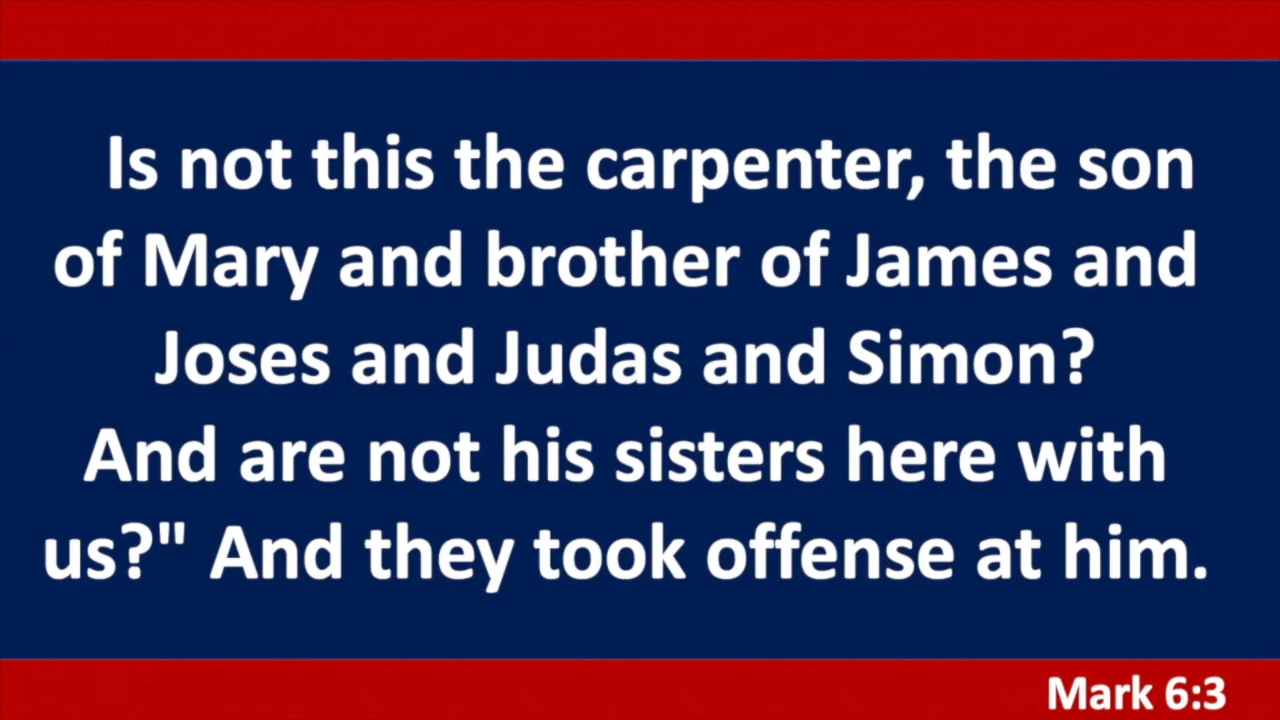 Is not this the carpenter, the son
of Mary and brother of James and
Joses and Judas and Simon?
And are not his sisters here with
us?" And they took offense at him.
Mark 6:3